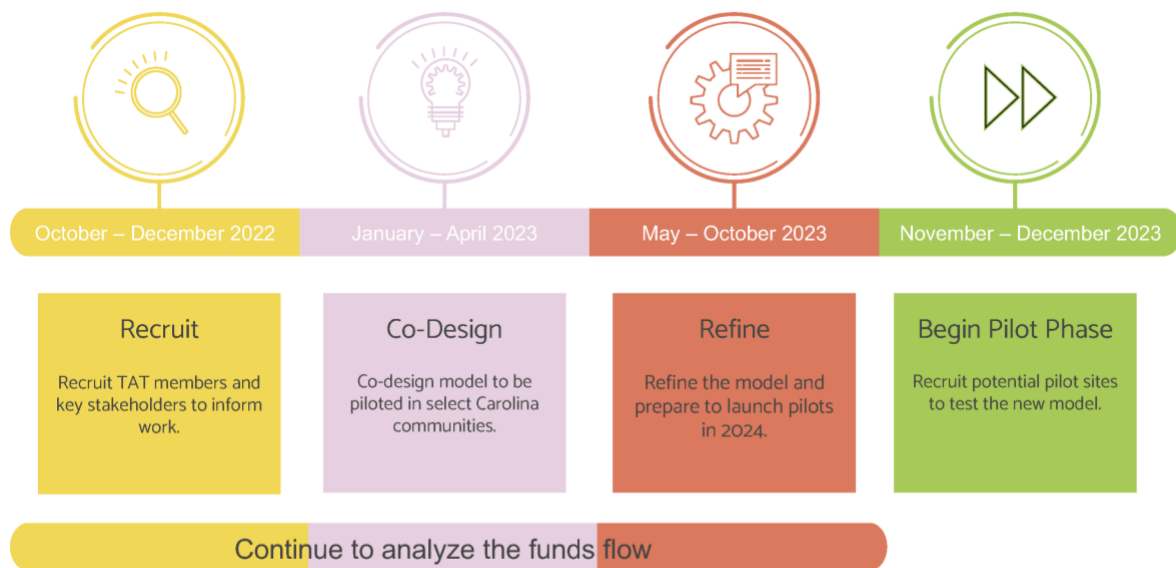 October – December 2022
January – April 2023
May – October 2023
November – December 2023
Recruit
Recruit TAT members and
key stakeholders to inform
work.
Co-Design
Co-design model to be
piloted in select Carolina
communities.
Refine
Refine the model and
prepare to launch pilots
in 2024.
Begin Pilot Phase
Recruit potential pilot sites
to test the new model.
Continue to analyze the funds flow